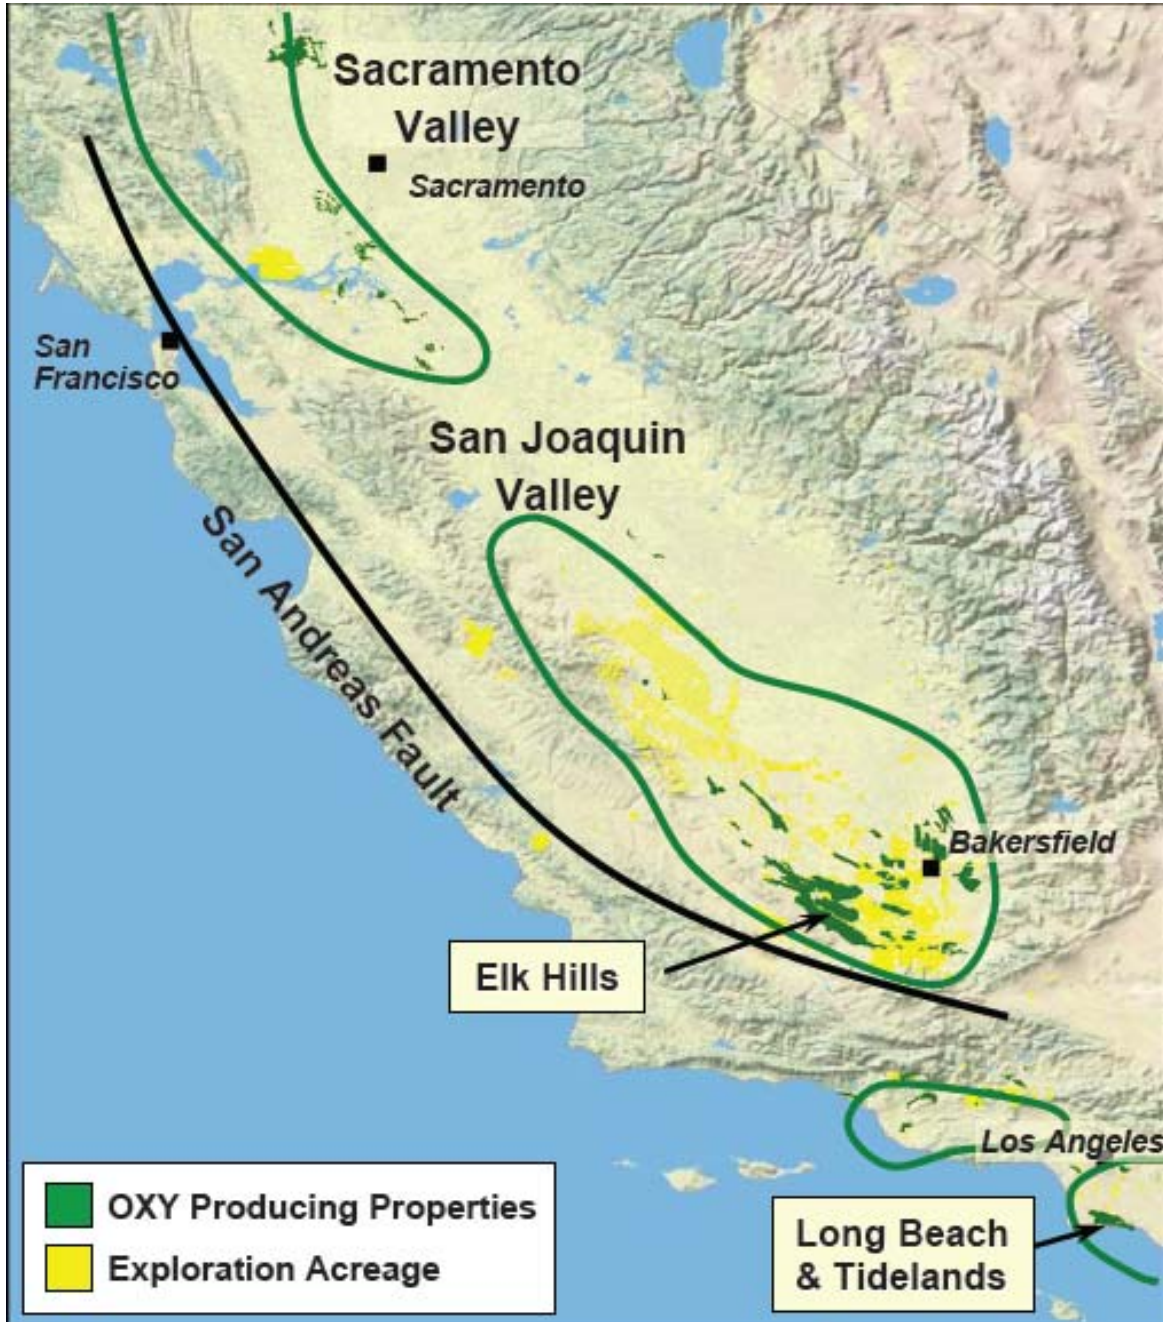 Sacramento
Valley
Sacramento
San
Francisco
San Joaquin
Valley
San Andreas Fault
Bakersfield
Elk Hills
Los Angeles
OXY Producing Properties
Exploration Acreage
Long Beach
& Tidelands